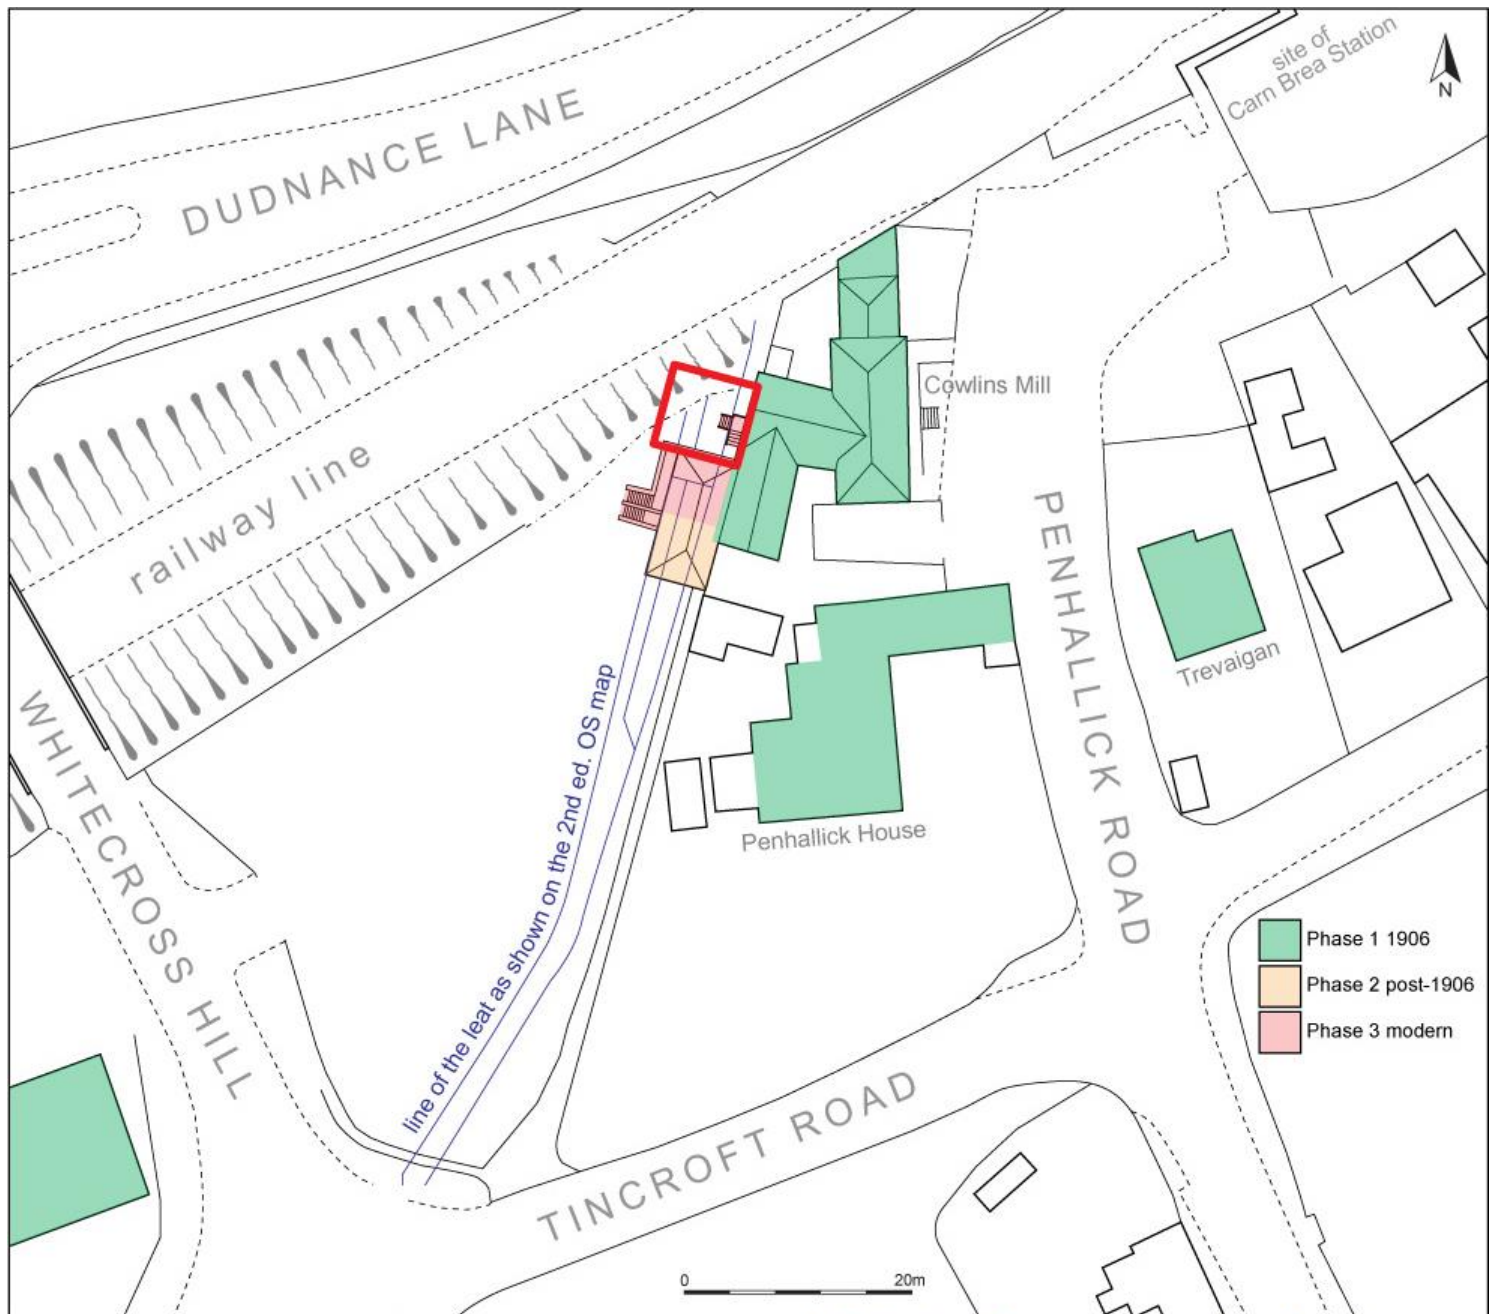 site of
Carn Brea Station
N
DUDNANCE LANE
railway line
Cowlins Mill
PENHALLICK ROAD
Trevaigan
WHITECROSS HILL
line of the leat as shown on the 2nd ed. OS map
Penhallick House
Phase 1 1906
Phase 2 post-1906
Phase 3 modern
TINCROFT ROAD
0 20m